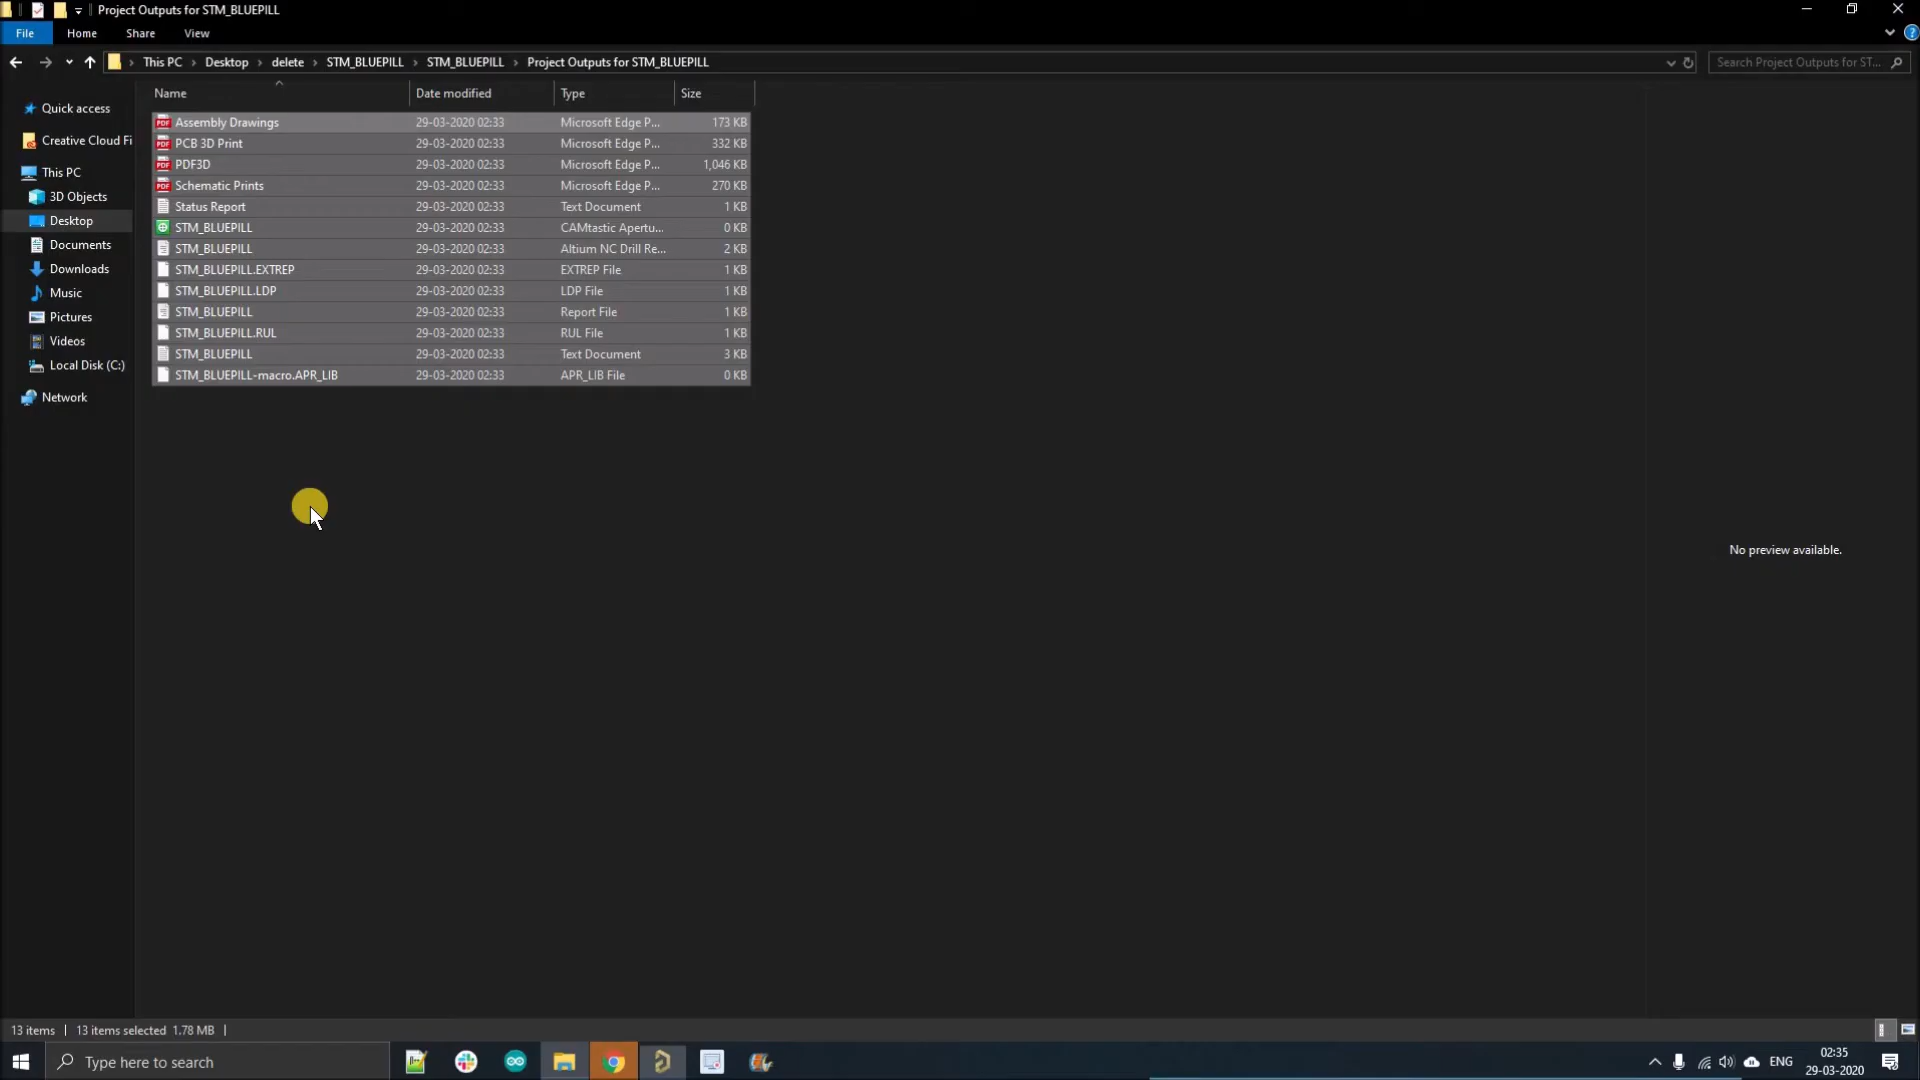 Project Outputs for STM_BLUEPILL
File Home Share View
This PC Desktop delete STM_BLUEPILL STM_BLUEPILL Project Outputs for STM_BLUEPILL
Search Project Outputs for ST...
Name Date modified Type Size
Quick access
Creative Cloud Fi
This PC
3D Objects
Desktop
Documents
Downloads
Music
Pictures
Videos
Local Disk (C:)
Network
Assembly Drawings 29-03-2020 02:33 Microsoft Edge P... 173 KB
PCB 3D Print 29-03-2020 02:33 Microsoft Edge P... 332 KB
PDF3D 29-03-2020 02:33 Microsoft Edge P... 1,046 KB
Schematic Prints 29-03-2020 02:33 Microsoft Edge P... 270 KB
Status Report 29-03-2020 02:33 Text Document 1 KB
STM_BLUEPILL 29-03-2020 02:33 CAMtastic Apertu... 0 KB
STM_BLUEPILL 29-03-2020 02:33 Altium NC Drill Re... 2 KB
STM_BLUEPILL.EXTREP 29-03-2020 02:33 EXTREP File 1 KB
STM_BLUEPILL.LDP 29-03-2020 02:33 LDP File 1 KB
STM_BLUEPILL 29-03-2020 02:33 Report File 1 KB
STM_BLUEPILL.RUL 29-03-2020 02:33 RUL File 1 KB
STM_BLUEPILL 29-03-2020 02:33 Text Document 3 KB
STM_BLUEPILL-macro.APR_LIB 29-03-2020 02:33 APR_LIB File 0 KB
No preview available.
13 items 13 items selected 1.78 MB
Type here to search
ENG
02:35
29-03-2020